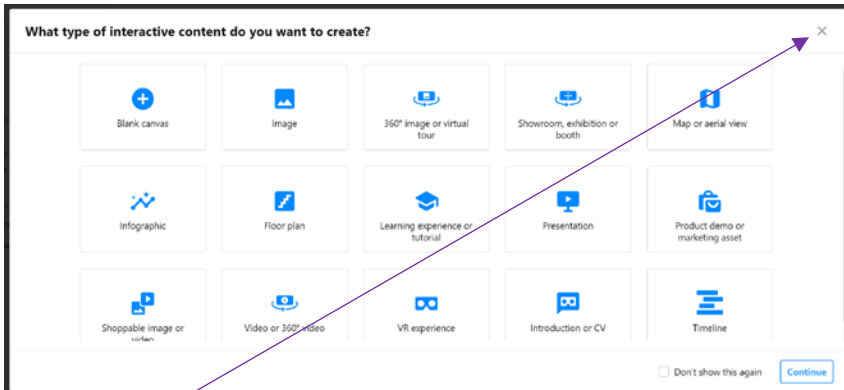 What type of interactive content do you want to create?
Blank canvas
Image
360° image or virtual
tour
Showroom, exhibition or
booth
Map or aerial view
Infographic
Floor plan
Learning experience or
tutorial
Presentation
Product demo or
marketing asset
Shoppable image or
video
Video or 360° video
VR experience
Introduction or CV
Timeline
Don't show this again
Continue